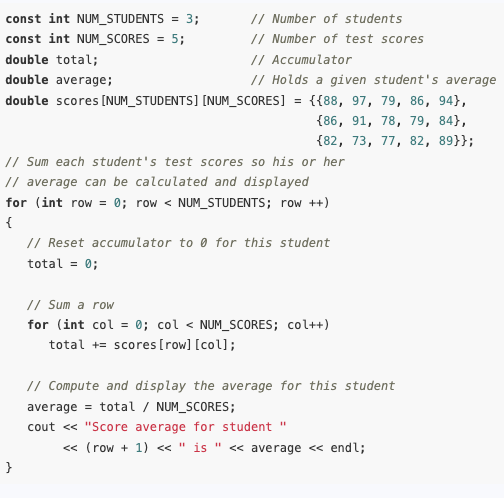 const int NUM_STUDENTS = 3;       // Number of students
const int NUM_SCORES = 5;         // Number of test scores
double total;                     // Accumulator
double average;                   // Holds a given student's average
double scores[NUM_STUDENTS][NUM_SCORES] = {{88, 97, 79, 86, 94},
                                           {86, 91, 78, 79, 84},
                                           {82, 73, 77, 82, 89}};
// Sum each student's test scores so his or her
// average can be calculated and displayed
for (int row = 0; row < NUM_STUDENTS; row ++)
{
   // Reset accumulator to 0 for this student
   total = 0;

   // Sum a row
   for (int col = 0; col < NUM_SCORES; col++)
      total += scores[row][col];

   // Compute and display the average for this student
   average = total / NUM_SCORES;
   cout << "Score average for student "
        << (row + 1) << " is " << average << endl;
}